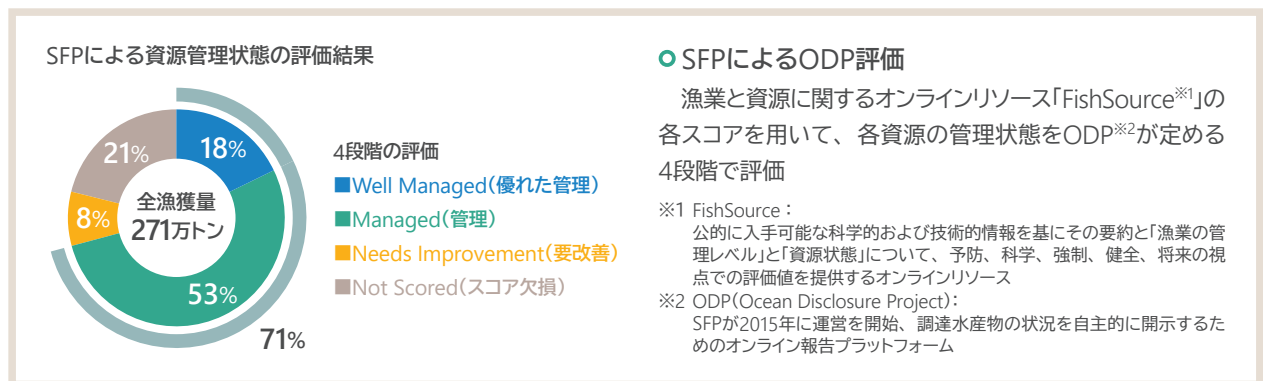 SFPによる資源管理状態の評価結果
18%
21%
8%
53%
71%
全漁獲量
271万トン
4段階の評価
■Well Managed(優れた管理)
■Managed(管理)
■Needs Improvement(要改善)
■Not Scored(スコア欠損)
SFPによるODP評価
漁業と資源に関するオンラインリソース「FishSource※1」の
各スコアを用いて、各資源の管理状態をODP※2が定める
4段階で評価
※1 FishSource：
公的に入手可能な科学的および技術的情報を基にその要約と「漁業の管
理レベル」と「資源状態」について、予防、科学、強制、健全、将来の視
点での評価値を提供するオンラインリソース
※2 ODP(Ocean Disclosure Project)：
SFPが2015年に運営を開始、調達水産物の状況を自主的に開示するた
めのオンライン報告プラットフォーム